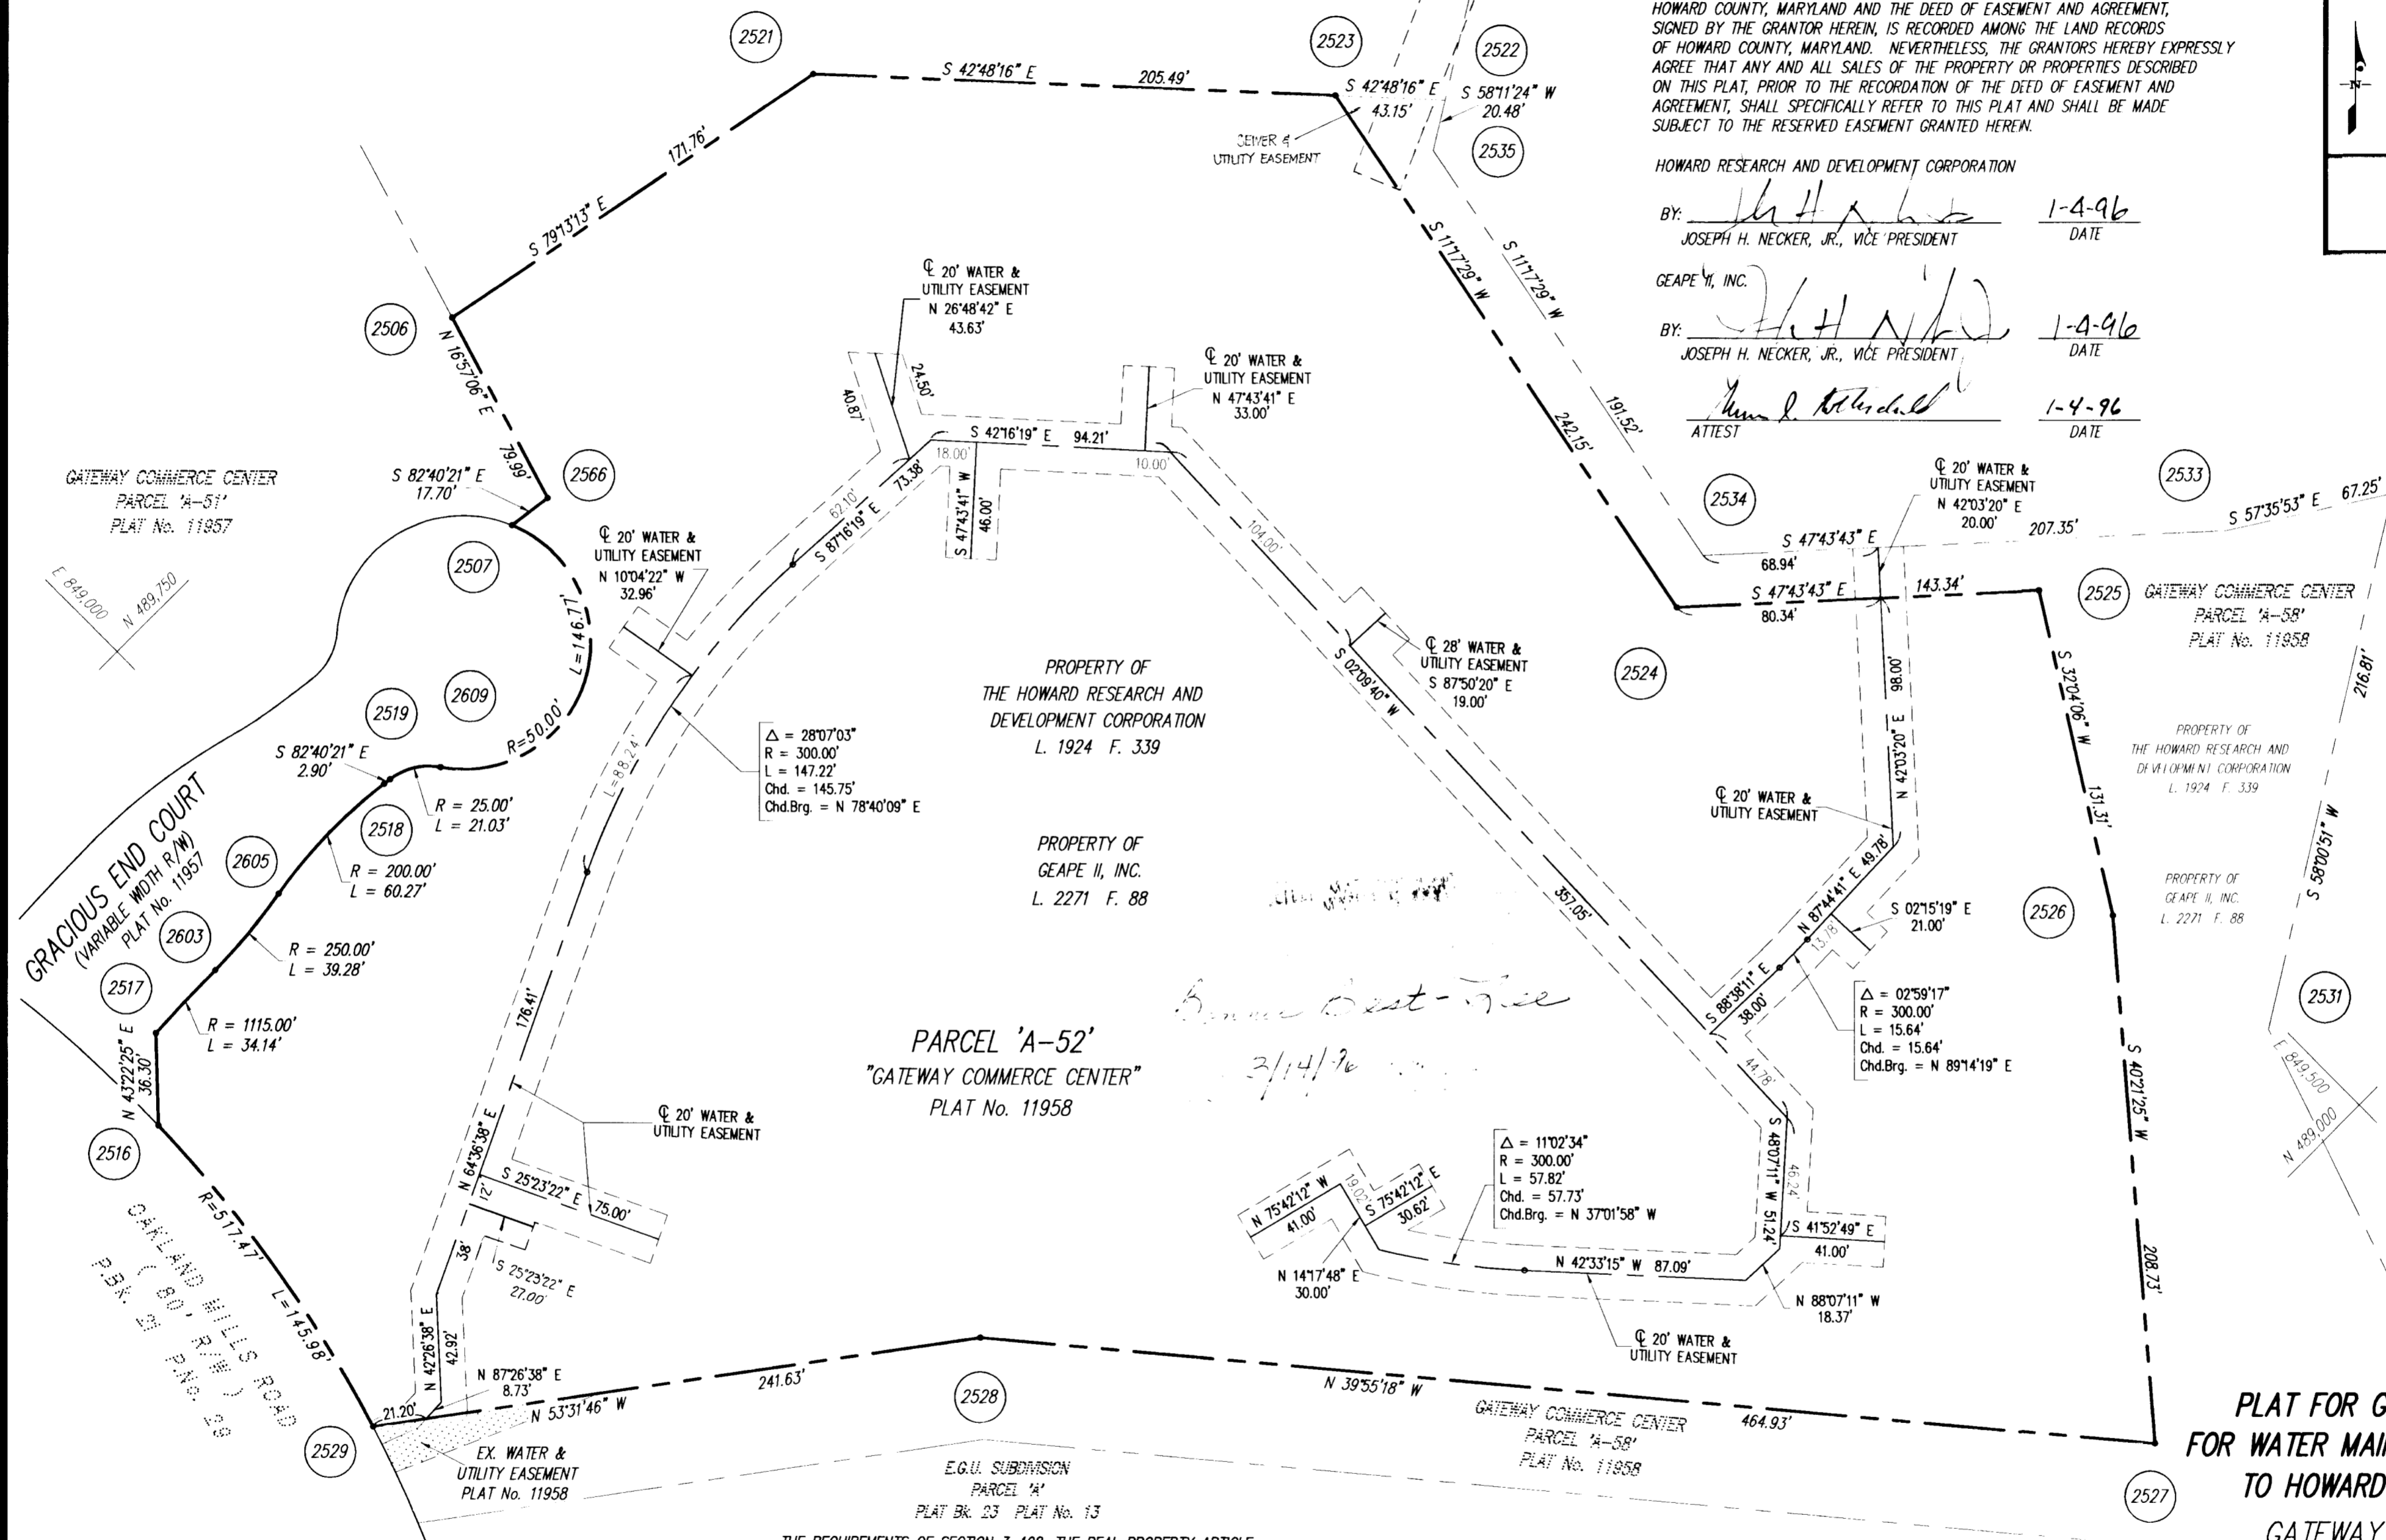 HOWARD COUNTY, MARYLAND AND THE DEED OF EASEMENT AND AGREEMENT,
SIGNED BY THE GRANTOR HEREIN, IS RECORDED AMONG THE LAND RECORDS
OF HOWARD COUNTY, MARYLAND. NEVERTHELESS, THE GRANTORS HEREBY EXPRESSLY
AGREE THAT ANY AND ALL SALES OF THE PROPERTY OR PROPERTIES DESCRIBED
ON THIS PLAT, PRIOR TO THE RECORDATION OF THE DEED OF EASEMENT AND
AGREEMENT, SHALL SPECIFICALLY REFER TO THIS PLAT AND SHALL BE MADE
SUBJECT TO THE RESERVED EASEMENT GRANTED HEREIN.
HOWARD RESEARCH AND DEVELOPMENT CORPORATION
BY:
1-4-96
JOSEPH H. NECKER, JR., VICE PRESIDENT
DATE
GEAPE II, INC.
BY:
1-4-96
JOSEPH H. NECKER, JR., VICE PRESIDENT
DATE
1-4-96
ATTEST
DATE
N
2521
S 42°48'16" E 205.49'
2523
2522
S 42°48'16" E
43.15'
S 58°11'24" W
20.48'
2535
SEWER &
UTILITY EASEMENT
171.76'
S 79°13'13" E
2506
N 16°57'06" E
79.99'
S 11°17'29" W
242.15'
S 11°17'29" W
191.52'
℄ 20' WATER &
UTILITY EASEMENT
N 26°48'42" E
43.63'
℄ 20' WATER &
UTILITY EASEMENT
N 47°43'41" E
33.00'
40.87'
24.50'
S 42°16'19" E 94.21'
18.00'
10.00'
S 47°43'41" W
46.00'
73.38'
62.10'
S 87°16'19" E
104.00'
GATEWAY COMMERCE CENTER
PARCEL 'A-51'
PLAT No. 11957
S 82°40'21" E
17.70'
2566
2507
E 849,000
N 489,750
℄ 20' WATER &
UTILITY EASEMENT
N 10°04'22" W
32.96'
L=146.77'
R=50.00'
2609
2519
S 82°40'21" E
2.90'
R = 25.00'
L = 21.03'
2518
R = 200.00'
L = 60.27'
2605
R = 250.00'
L = 39.28'
2603
R = 1115.00'
L = 34.14'
2517
GRACIOUS END COURT
(VARIABLE WIDTH R/W)
PLAT No. 11957
N 43°22'25" E
36.30'
2516
L=88.24'
Δ = 28°07'03"
R = 300.00'
L = 147.22'
Chd. = 145.75'
Chd.Brg. = N 78°40'09" E
PROPERTY OF
THE HOWARD RESEARCH AND
DEVELOPMENT CORPORATION
L. 1924 F. 339
PROPERTY OF
GEAPE II, INC.
L. 2271 F. 88
℄ 28' WATER &
UTILITY EASEMENT
S 87°50'20" E
19.00'
S 02°09'40" W
357.05'
2534
2524
2533
℄ 20' WATER &
UTILITY EASEMENT
N 42°03'20" E
20.00'
S 57°35'53" E 67.25'
207.35'
S 47°43'43" E
68.94'
S 47°43'43" E 143.34'
80.34'
2525
GATEWAY COMMERCE CENTER
PARCEL 'A-58'
PLAT No. 11958
216.81'
S 58°00'51" W
PROPERTY OF
THE HOWARD RESEARCH AND
DEVELOPMENT CORPORATION
L. 1924 F. 339
PROPERTY OF
GEAPE II, INC.
L. 2271 F. 88
98.00'
N 42°03'20" E
S 32°04'06" W
131.31'
℄ 20' WATER &
UTILITY EASEMENT
N 87°44'41" E 49.78'
13.78'
S 02°15'19" E
21.00'
2526
2531
S 88°38'11" E
38.00'
Δ = 02°59'17"
R = 300.00'
L = 15.64'
Chd. = 15.64'
Chd.Brg. = N 89°14'19" E
S 40°21'25" W
208.73'
E 849,500
N 489,000
176.41'
N 64°36'38" E
PARCEL 'A-52'
"GATEWAY COMMERCE CENTER"
PLAT No. 11958
3/14/96
℄ 20' WATER &
UTILITY EASEMENT
S 25°23'22" E 75.00'
12'
38'
S 25°23'22" E
27.00'
44.78'
S 48°07'11" W 51.24'
46.24'
S 41°52'49" E
41.00'
Δ = 11°02'34"
R = 300.00'
L = 57.82'
Chd. = 57.73'
Chd.Brg. = N 37°01'58" W
N 75°42'12" W
41.00'
19.02'
S 75°42'12" E
30.62'
N 14°17'48" E
30.00'
N 42°33'15" W 87.09'
N 88°07'11" W
18.37'
℄ 20' WATER &
UTILITY EASEMENT
R=517.47'
L=145.98'
OAKLAND MILLS ROAD
( 80' R/W )
P.BK. 21 P.No. 29
N 42°26'38" E
42.92'
N 87°26'38" E
8.73'
21.20'
N 53°31'46" W
241.63'
2528
2529
EX. WATER &
UTILITY EASEMENT
PLAT No. 11958
N 39°55'18" W
464.93'
GATEWAY COMMERCE CENTER
PARCEL 'A-58'
PLAT No. 11958
E.G.U. SUBDIVISION
PARCEL 'A'
PLAT Bk. 23 PLAT No. 13
2527
PLAT FOR G
FOR WATER MAI
TO HOWARD
GATEWAY
THE REQUIREMENTS OF SECTION 3-108, THE REAL PROPERTY ARTICLE